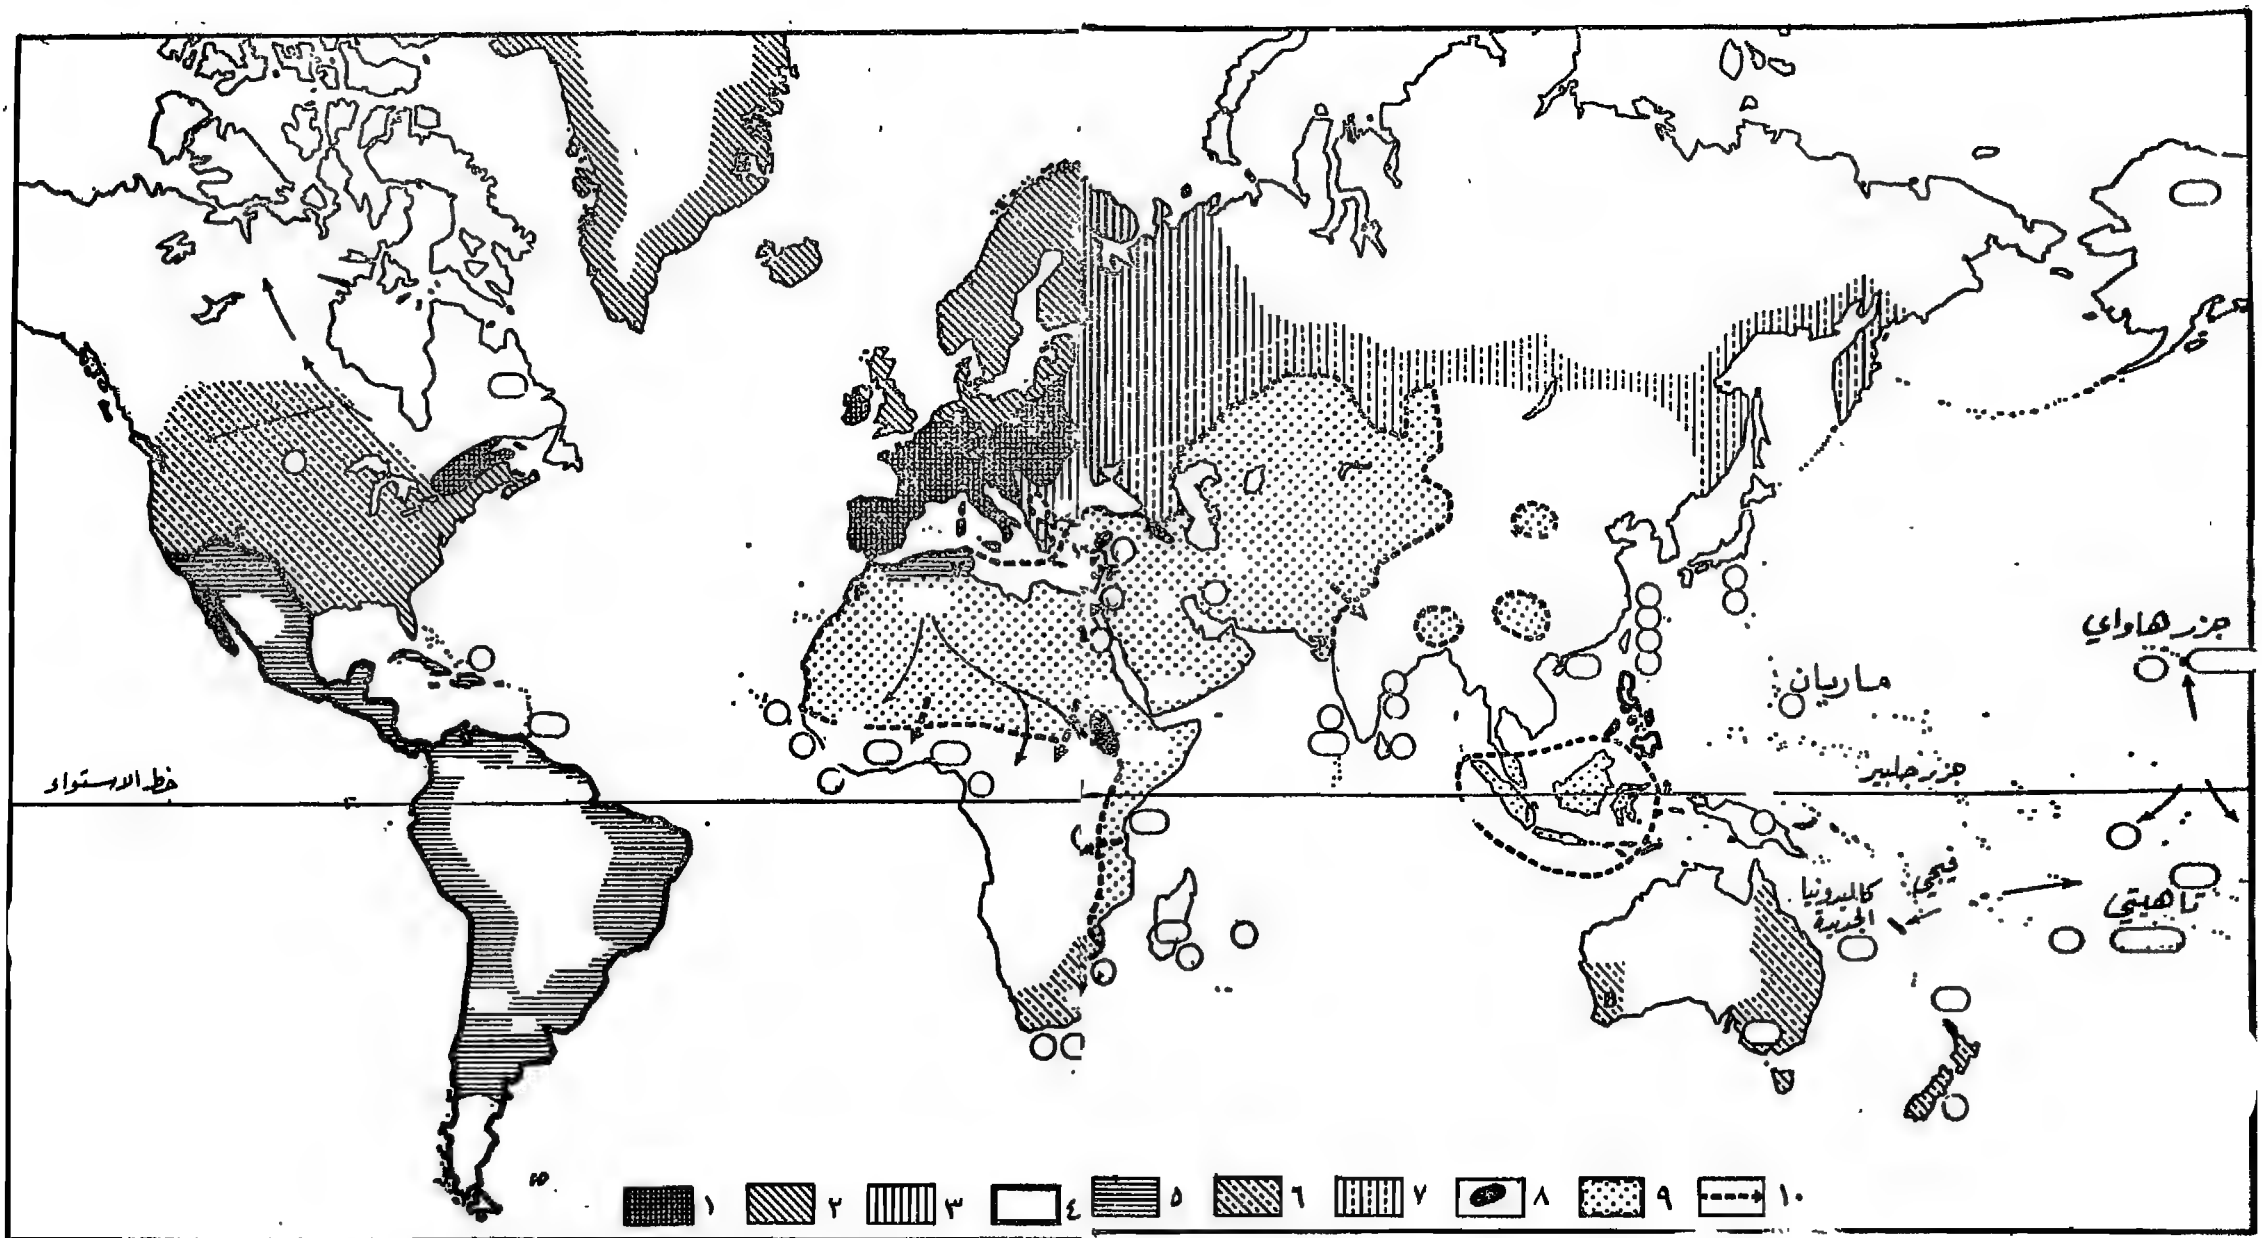 جزر هاواي
ماريان
جزر جلبير
خط الاستواء
فيجي
كاليدونيا
الجديدة
تاهيتي
١ ٢ ٣ ٤ ٥ ٦ ٧ ٨ ٩ ١٠